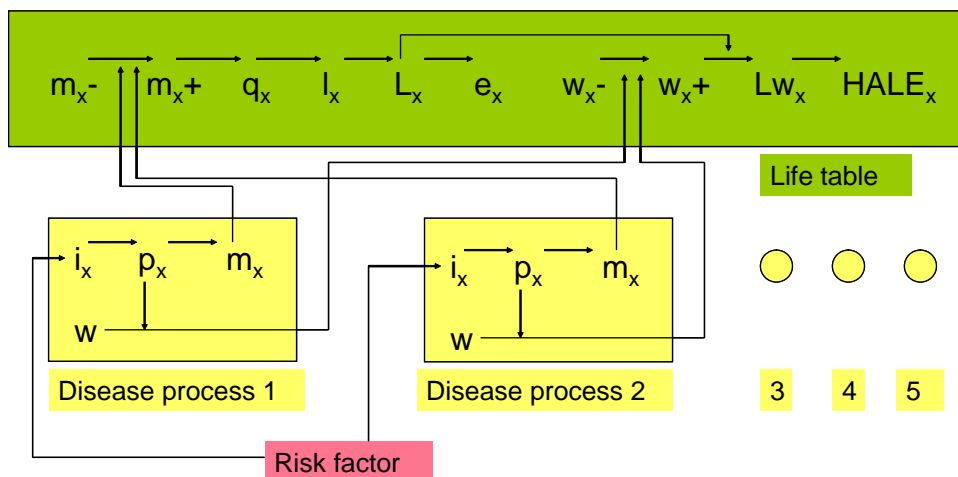 mₓ- mₓ+ qₓ lₓ Lₓ eₓ wₓ- wₓ+ Lwₓ HALEₓ
Life table
iₓ pₓ mₓ
w
Disease process 1
iₓ pₓ mₓ
w
Disease process 2
3 4 5
Risk factor